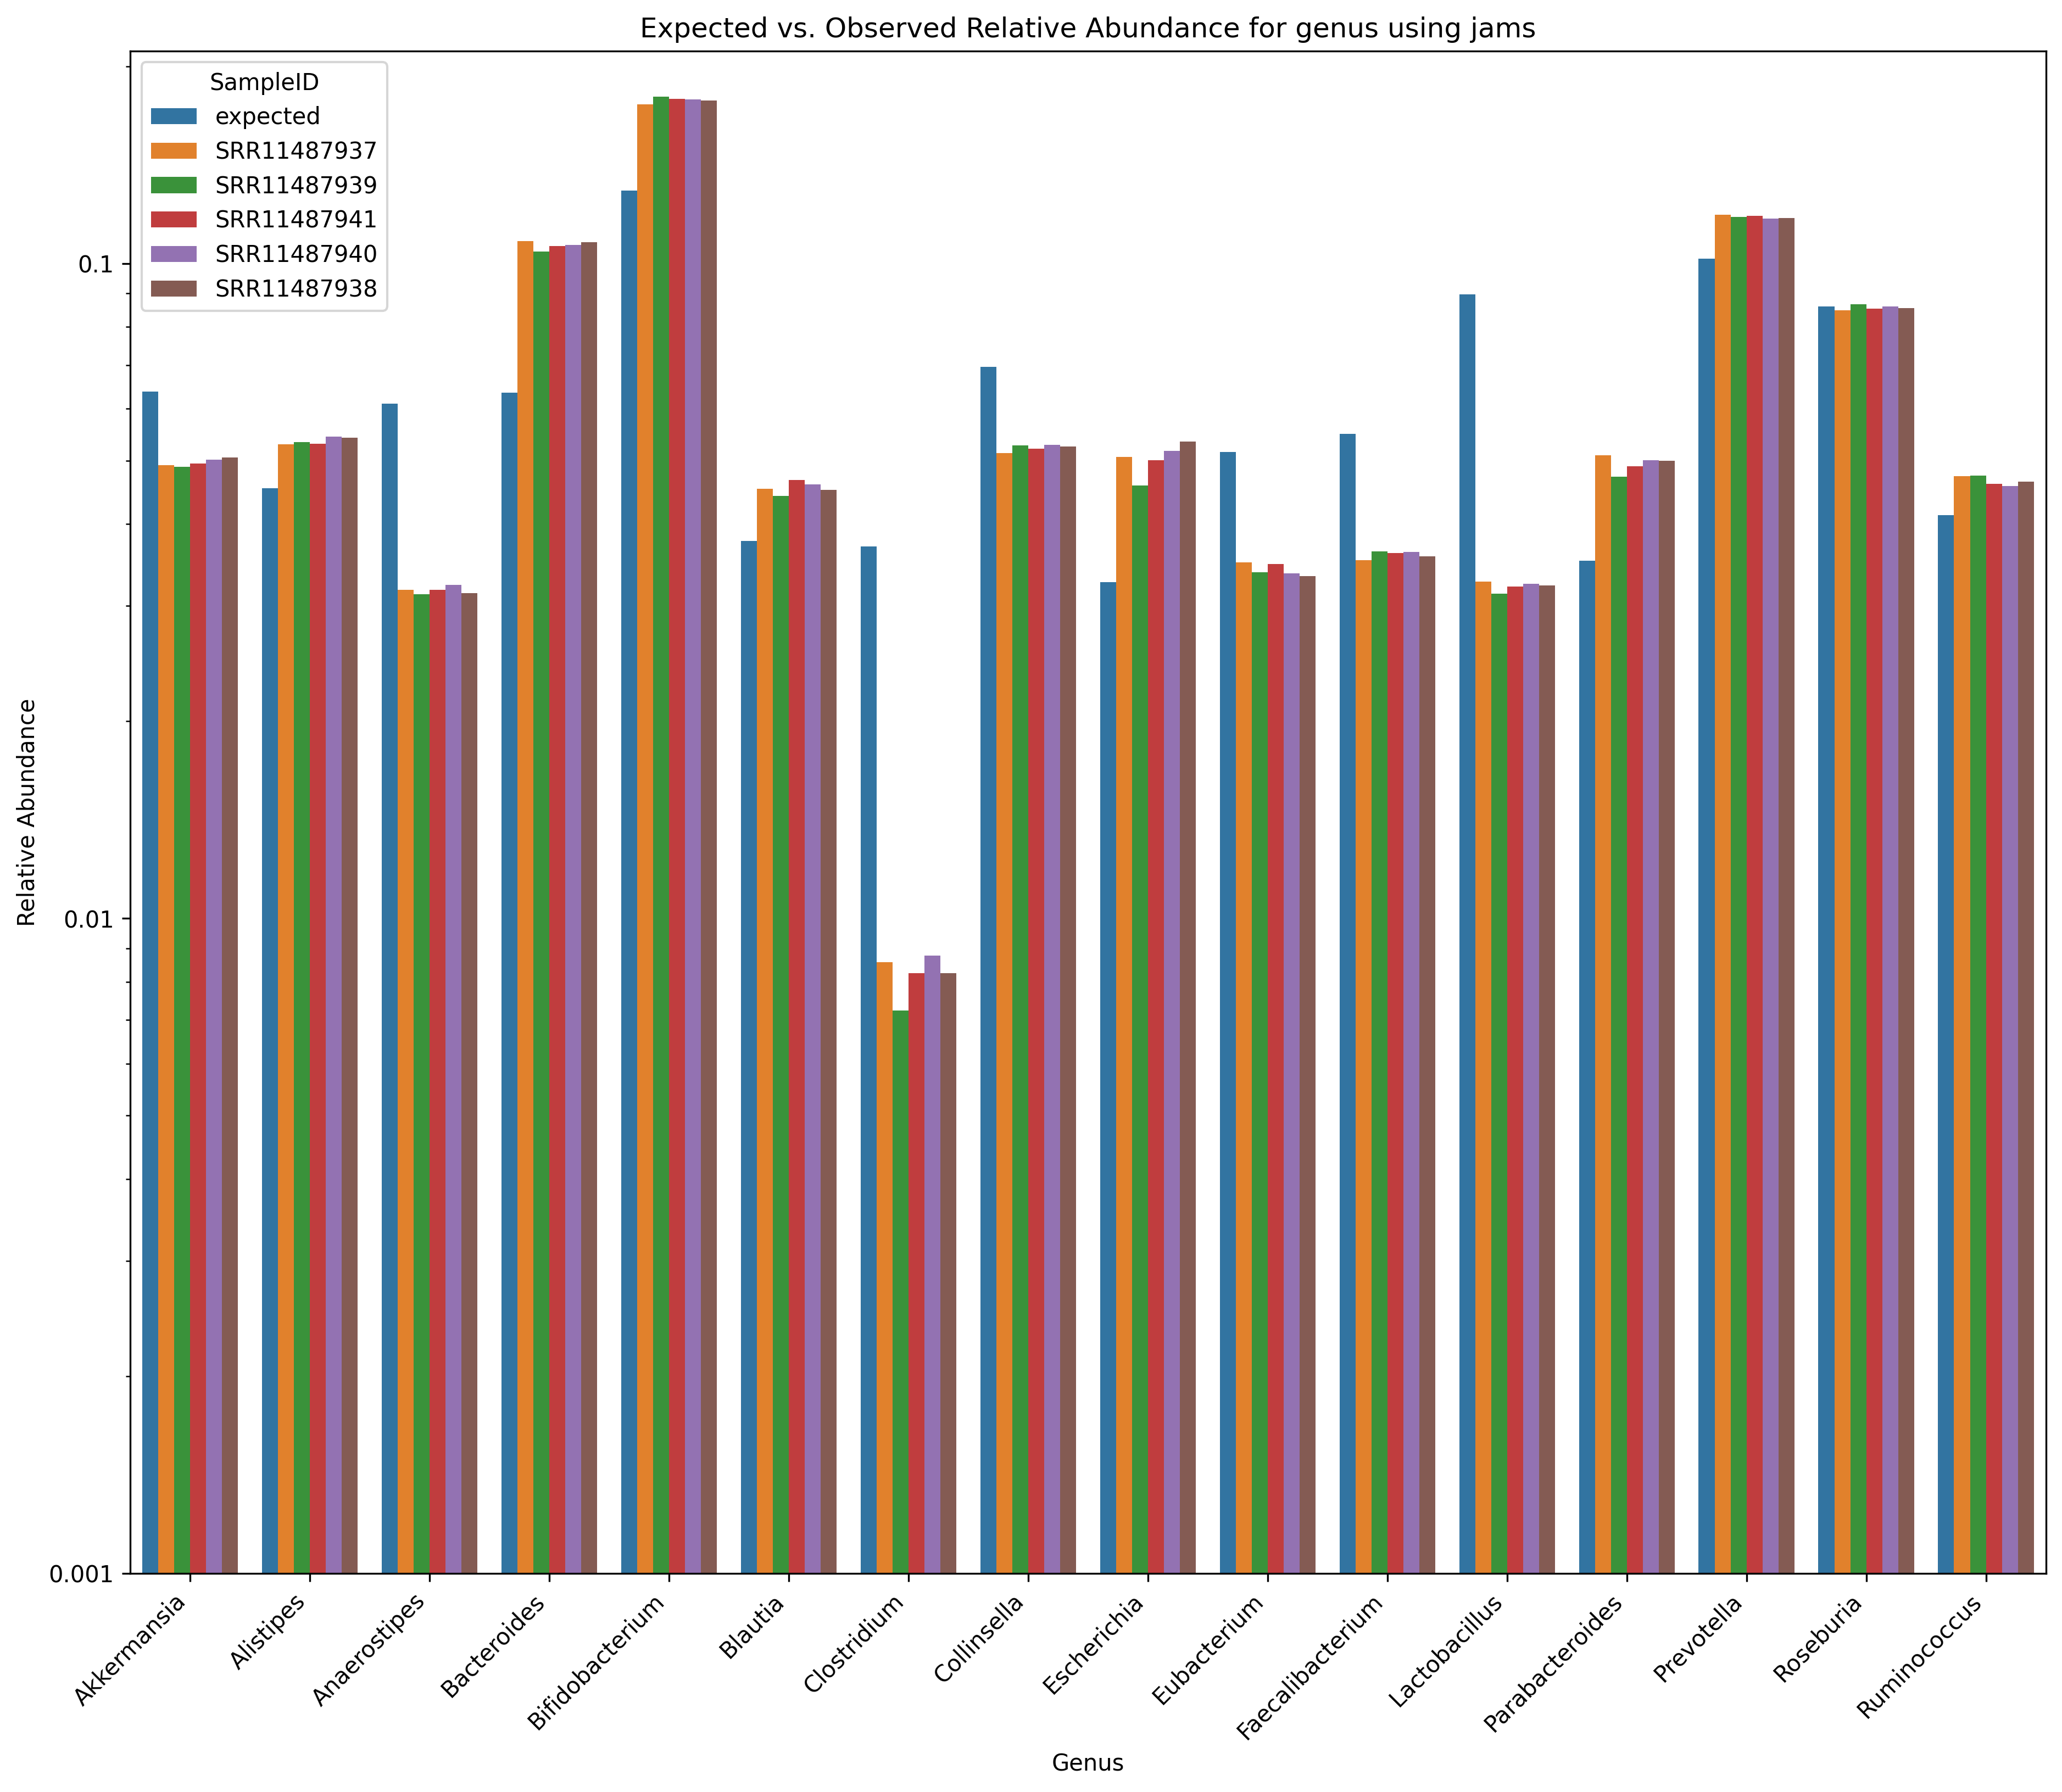 Expected vs. Observed Relative Abundance for genus using jams
SampleID
expected
SRR11487937
SRR11487939
SRR11487941
SRR11487940
SRR11487938
Relative Abundance
0.1
0.01
0.001
Akkermansia
Alistipes
Anaerostipes
Bacteroides
Bifidobacterium
Blautia
Clostridium
Collinsella
Escherichia
Eubacterium
Faecalibacterium
Lactobacillus
Parabacteroides
Prevotella
Roseburia
Ruminococcus
Genus